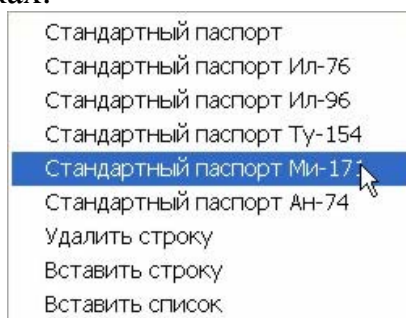 Стандартный паспорт
Стандартный паспорт Ил-76
Стандартный паспорт Ил-96
Стандартный паспорт Ту-154
Стандартный паспорт Ми-171
Стандартный паспорт Ан-74
Удалить строку
Вставить строку
Вставить список